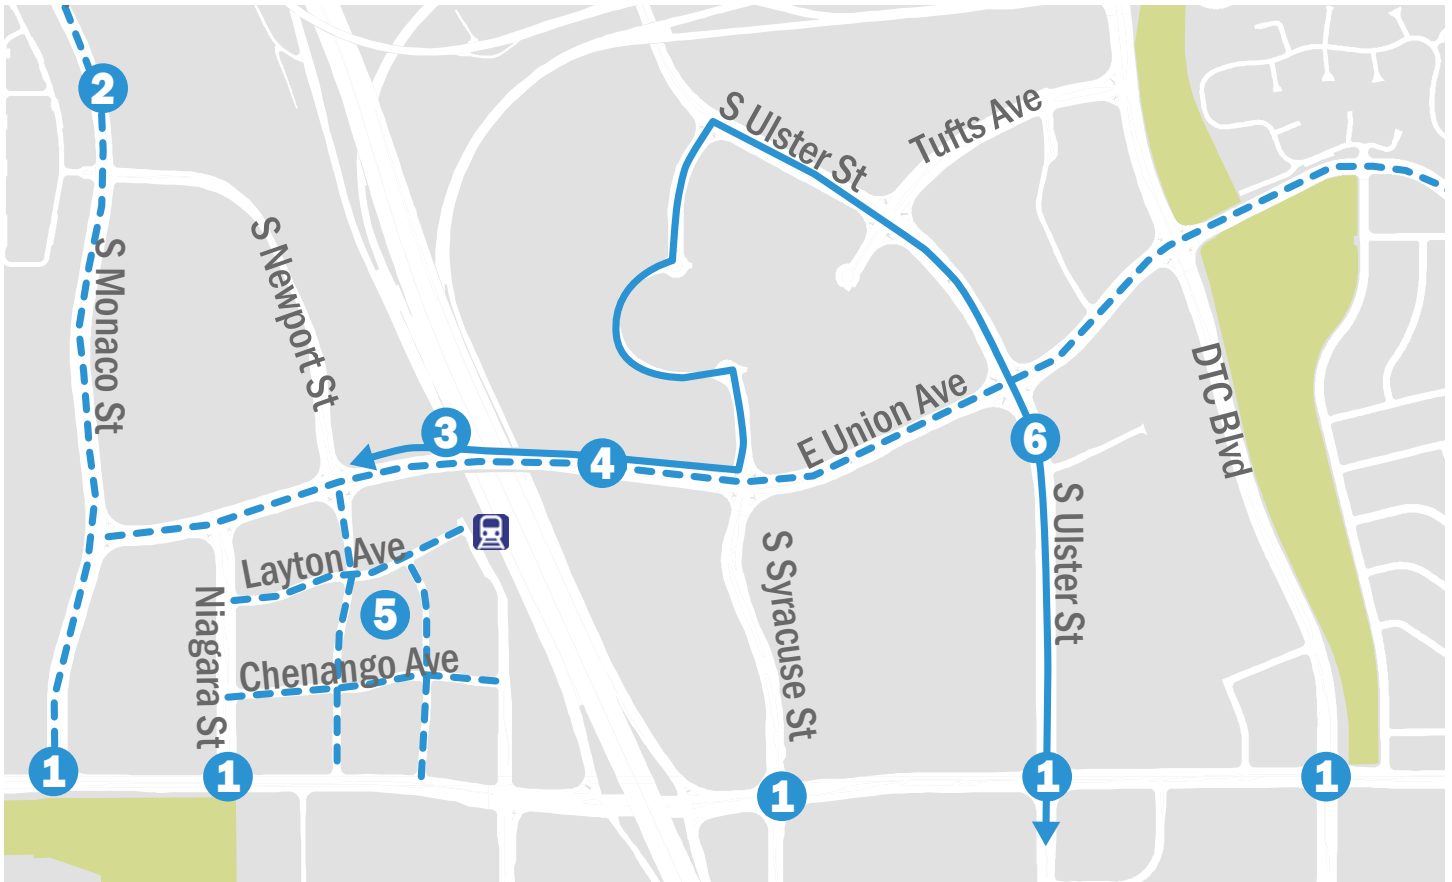 2
S Ulster St
Tufts Ave
S Monaco St
S Newport St
DTC Blvd
E Union Ave
3
4
6
S Ulster St
S Syracuse St
Layton Ave
5
Niagara St
Chenango Ave
1
1
1
1
1